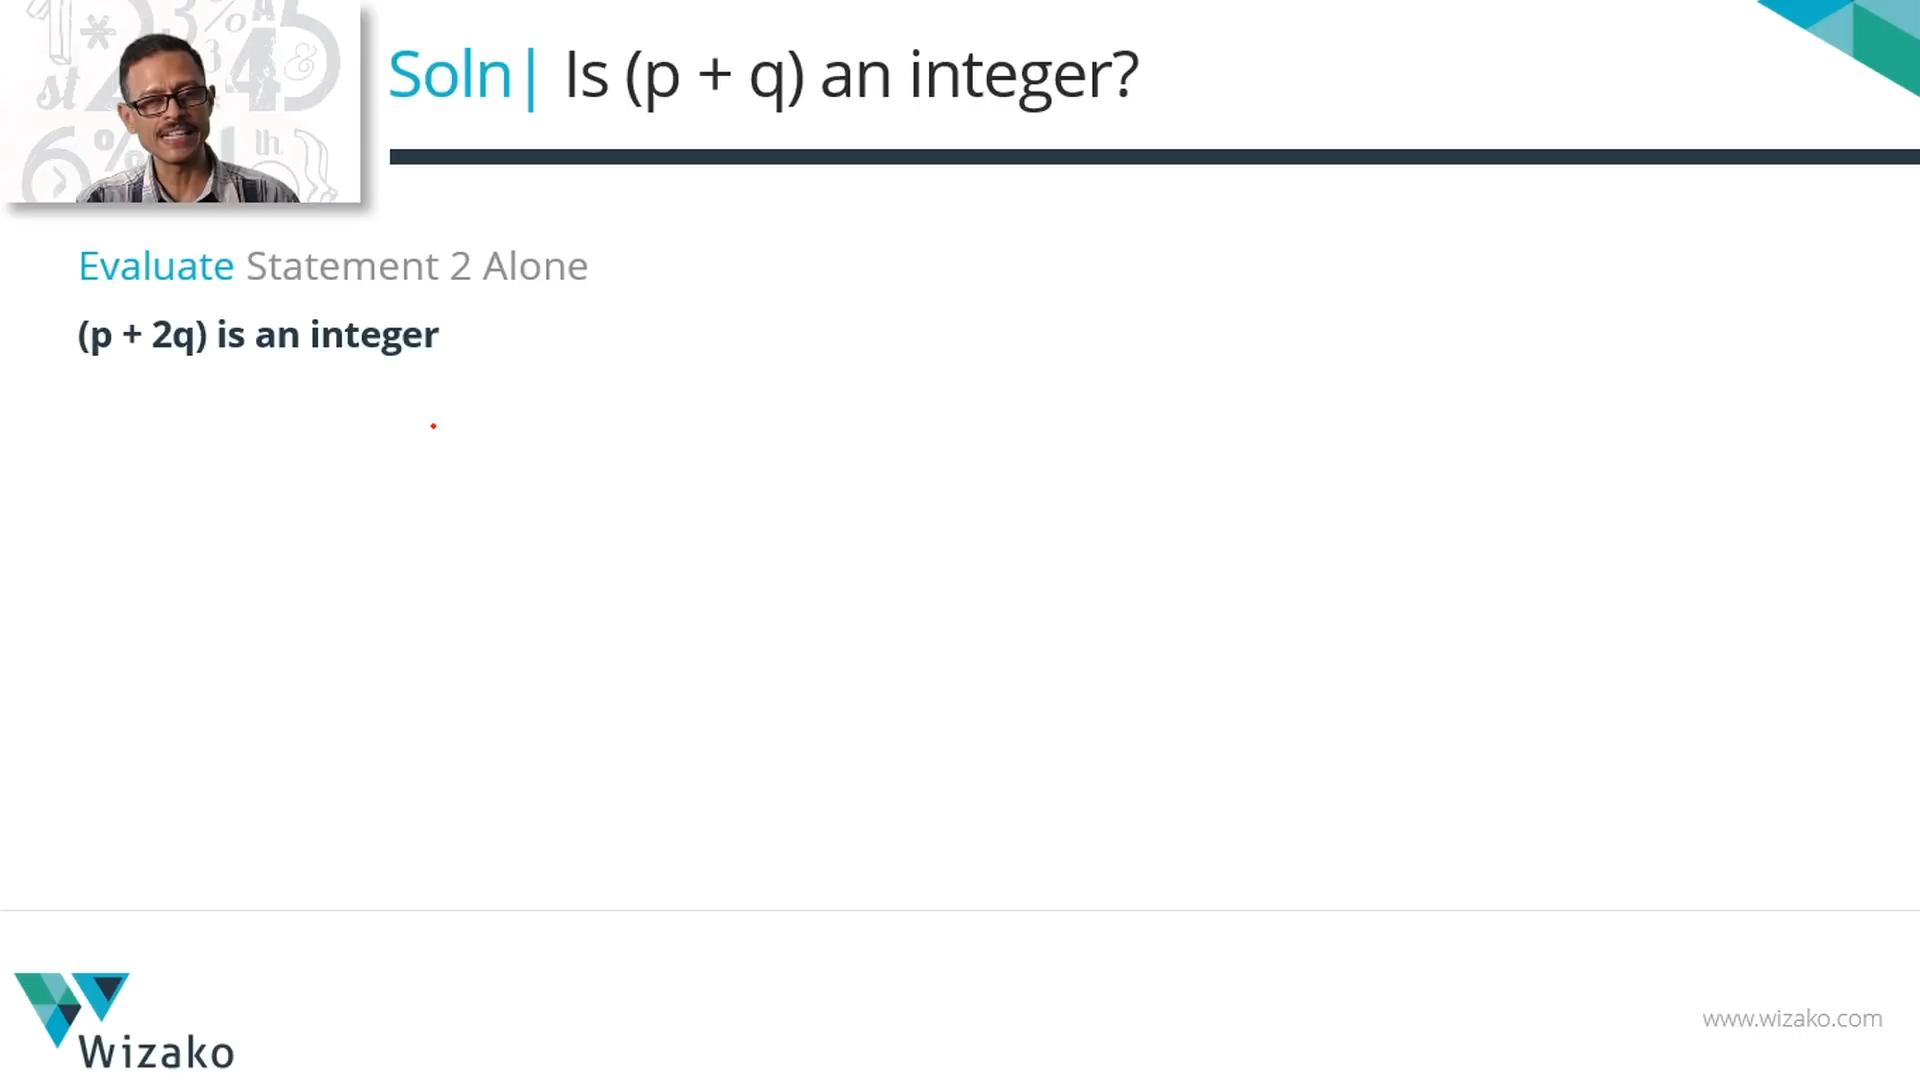 Soln| Is (p + q) an integer?
Evaluate Statement 2 Alone
(p + 2q) is an integer
Wizako
www.wizako.com